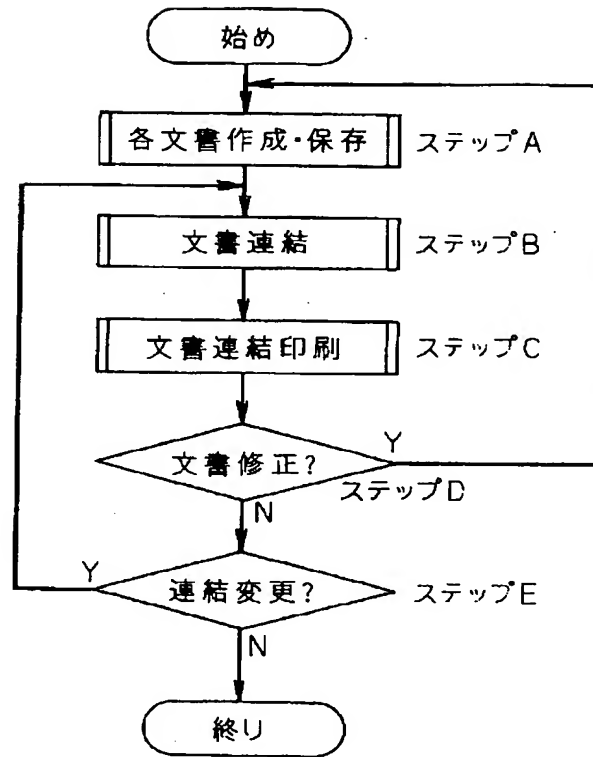 始め
各文書作成・保存 ステップA
文書連結 ステップB
文書連結印刷 ステップC
文書修正? Y
ステップD
N
Y 連結変更? ステップE
N
終り